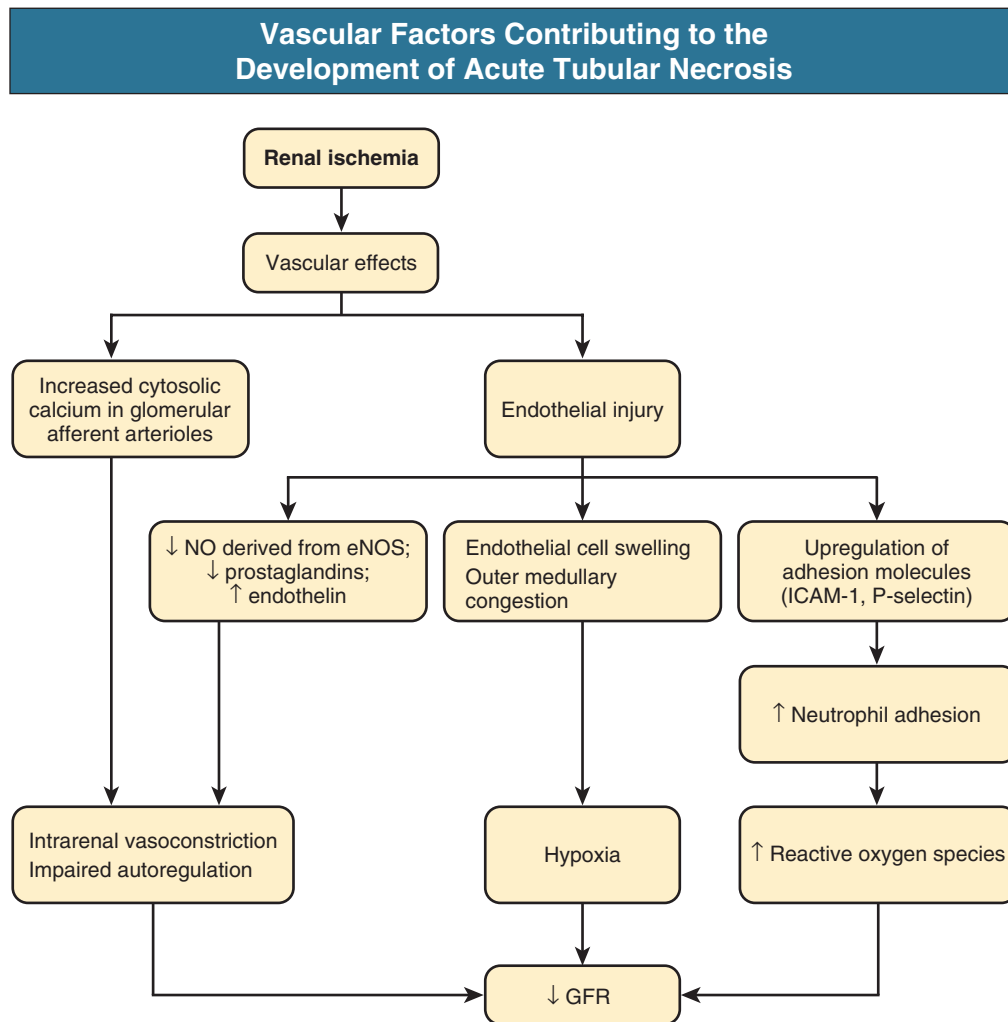 Vascular Factors Contributing to the
Development of Acute Tubular Necrosis
Renal ischemia
Vascular effects
Increased cytosolic
calcium in glomerular
afferent arterioles
Endothelial injury
↓ NO derived from eNOS;
↓ prostaglandins;
↑ endothelin
Endothelial cell swelling
Outer medullary
congestion
Upregulation of
adhesion molecules
(ICAM-1, P-selectin)
↑ Neutrophil adhesion
Intrarenal vasoconstriction
Impaired autoregulation
Hypoxia
↑ Reactive oxygen species
↓ GFR